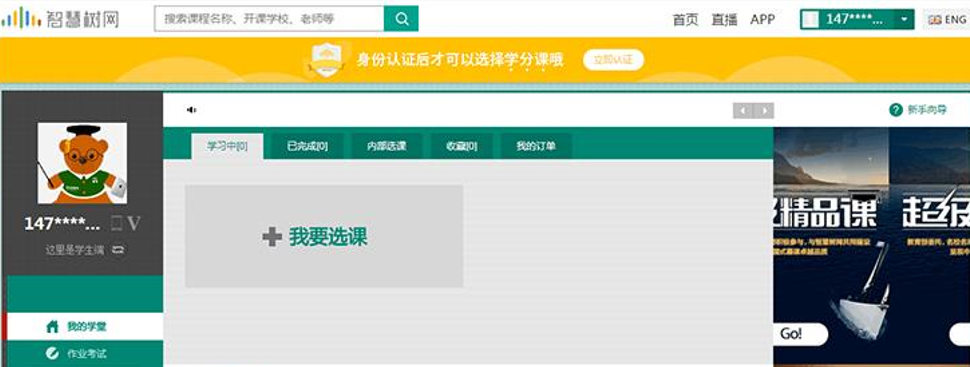 智慧树网
搜索课程名称、开课学校、老师等
首页 直播 APP
147****...
ENG
身份认证后才可以选择学分课哦
立即认证
新手向导
学习中[0] 已完成[0] 内部选课 收藏[0] 我的订单
147****... V
这里是学生端
我要选课
精品课 超级
Go!
我的学堂
作业考试